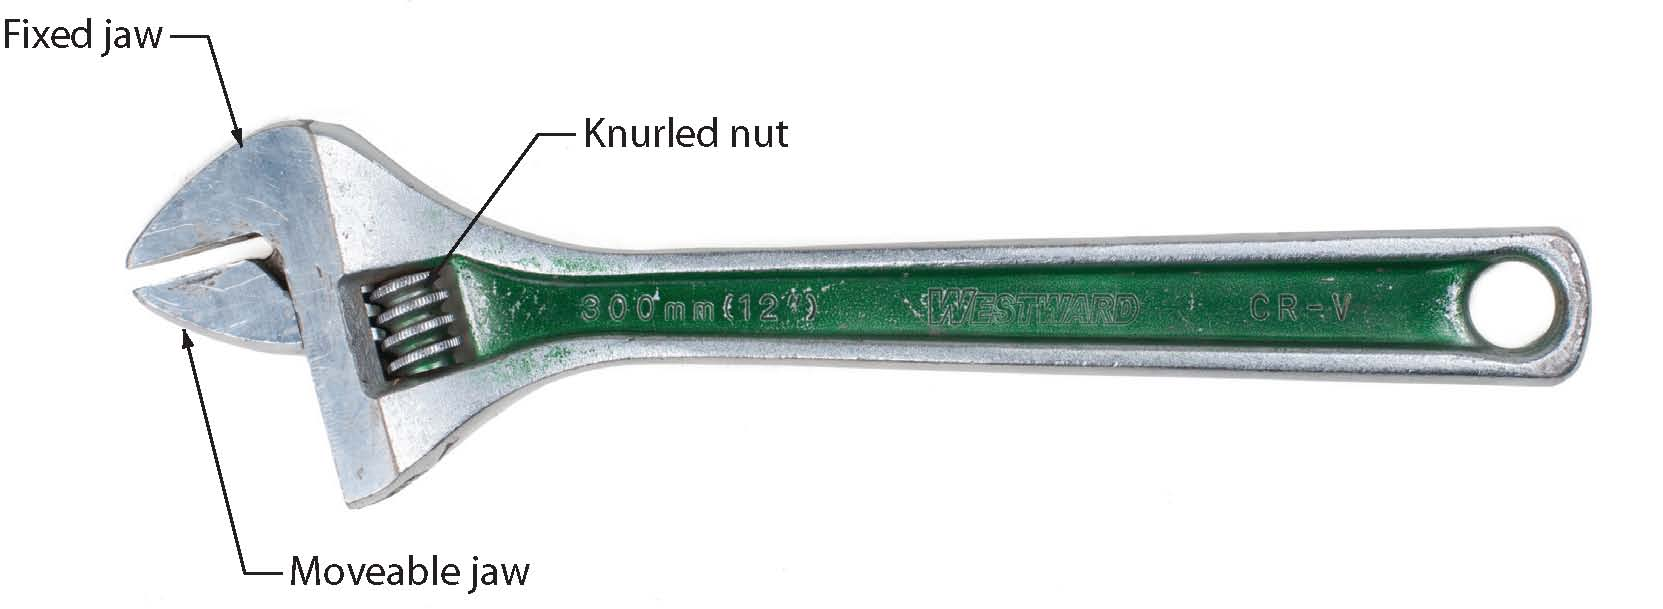 Fixed jaw
Knurled nut
300mm(12")
WESTWARD
CR-V
Moveable jaw